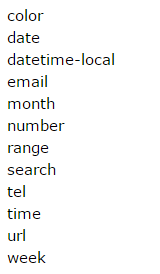 color
date
datetime-local
email
month
number
range
search
tel
time
url
week